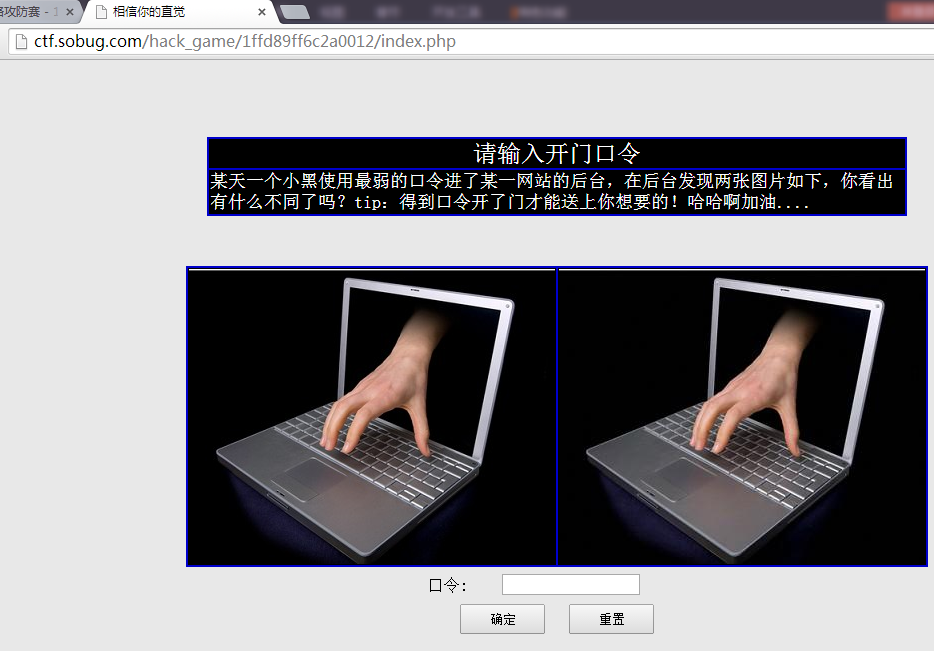 络攻防赛 - 1
相信你的直觉
ctf.sobug.com/hack_game/1ffd89ff6c2a0012/index.php
请输入开门口令
某天一个小黑使用最弱的口令进了某一网站的后台，在后台发现两张图片如下，你看出
有什么不同了吗？tip：得到口令开了门才能送上你想要的！哈哈啊加油....
口令：
确定
重置